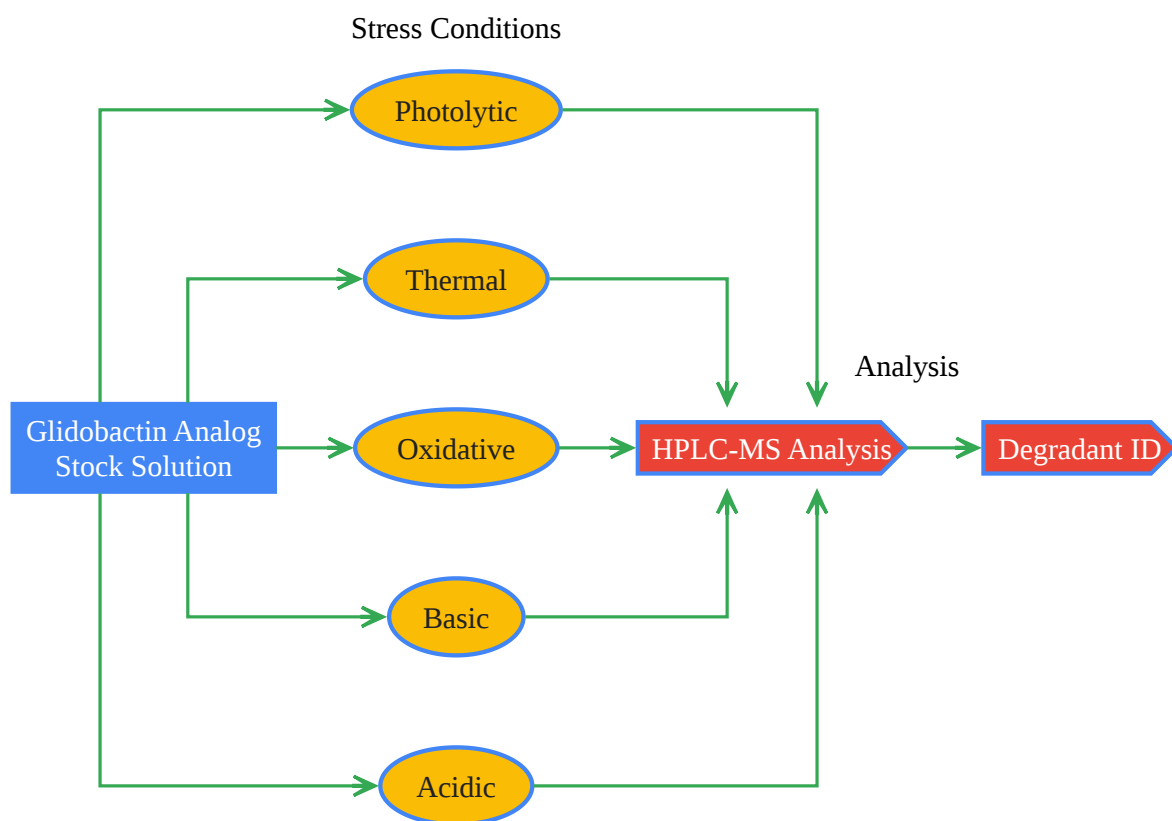 Stress Conditions
Photolytic
Thermal
Analysis
Glidobactin Analog
Stock Solution
Oxidative
HPLC-MS Analysis
Degradant ID
Basic
Acidic